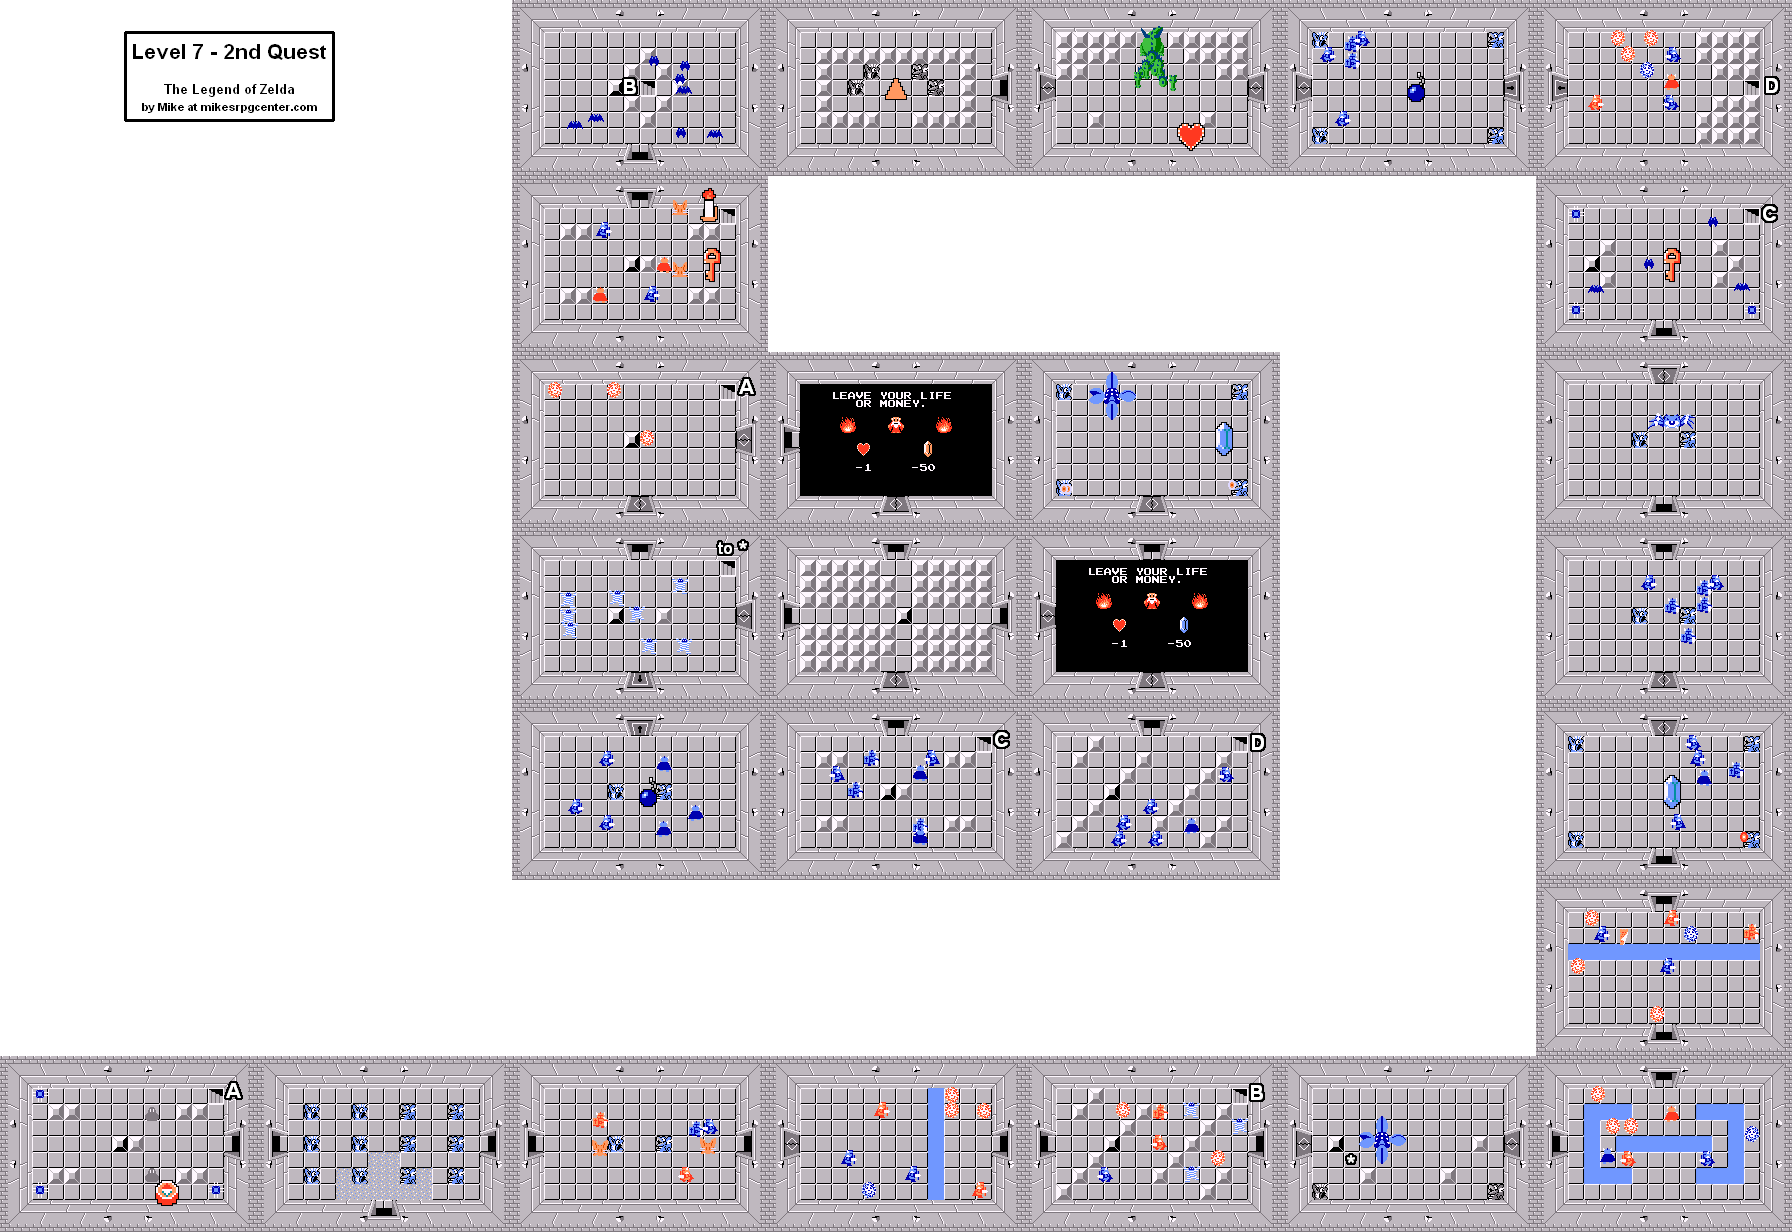 Level 7 - 2nd Quest
The Legend of Zelda
by Mike at mikesrpgcenter.com
B
D
C
A
LEAVE YOUR LIFE
OR MONEY.
-1 -50
to *
LEAVE YOUR LIFE
OR MONEY.
-1 -50
C
D
A
B
*